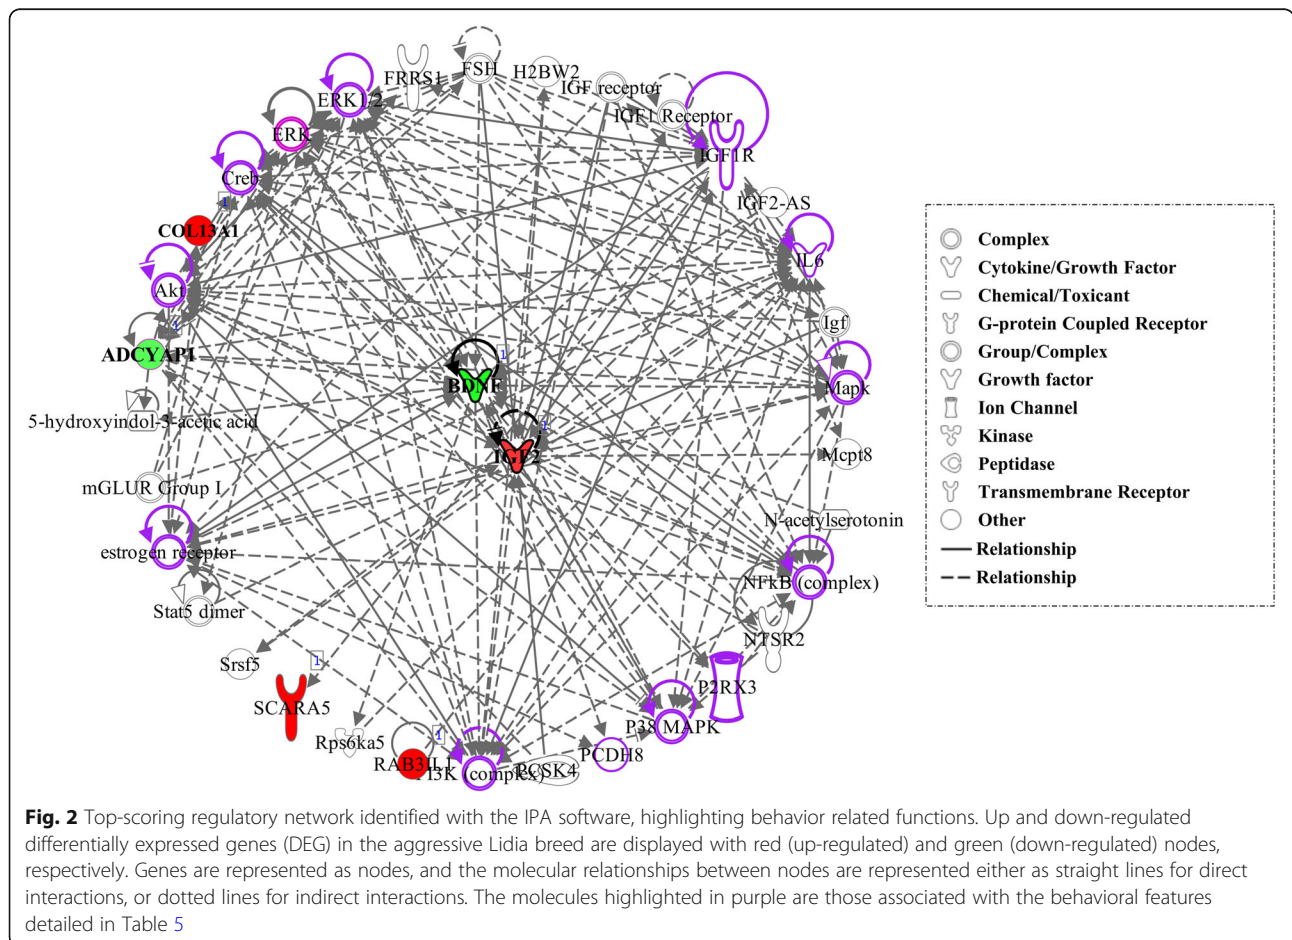 FSH
FRRS1
H2BW2
IGF receptor
ERK1-2
IGF1 Receptor
ERK
IGF1R
Creb
IGF2-AS
1
COL13A1
IL6
Akt
Igf
1
ADCYAP1
1
BDNF
Mapk
5-hydroxyindol-3-acetic acid
1
IGF2
Mcpt8
mGLUR Group I
N-acetylserotonin
estrogen receptor
NFkB (complex)
Stat5 dimer
NTSR2
Srsf5
1
P2RX3
SCARA5
P38 MAPK
Rps6ka5
1
PCDH8
RAB3IL1
PI3K (complex)
PCSK4
Complex
Cytokine/Growth Factor
Chemical/Toxicant
G-protein Coupled Receptor
Group/Complex
Growth factor
Ion Channel
Kinase
Peptidase
Transmembrane Receptor
Other
Relationship
Relationship
Fig. 2 Top-scoring regulatory network identified with the IPA software, highlighting behavior related functions. Up and down-regulated
differentially expressed genes (DEG) in the aggressive Lidia breed are displayed with red (up-regulated) and green (down-regulated) nodes,
respectively. Genes are represented as nodes, and the molecular relationships between nodes are represented either as straight lines for direct
interactions, or dotted lines for indirect interactions. The molecules highlighted in purple are those associated with the behavioral features
detailed in Table 5